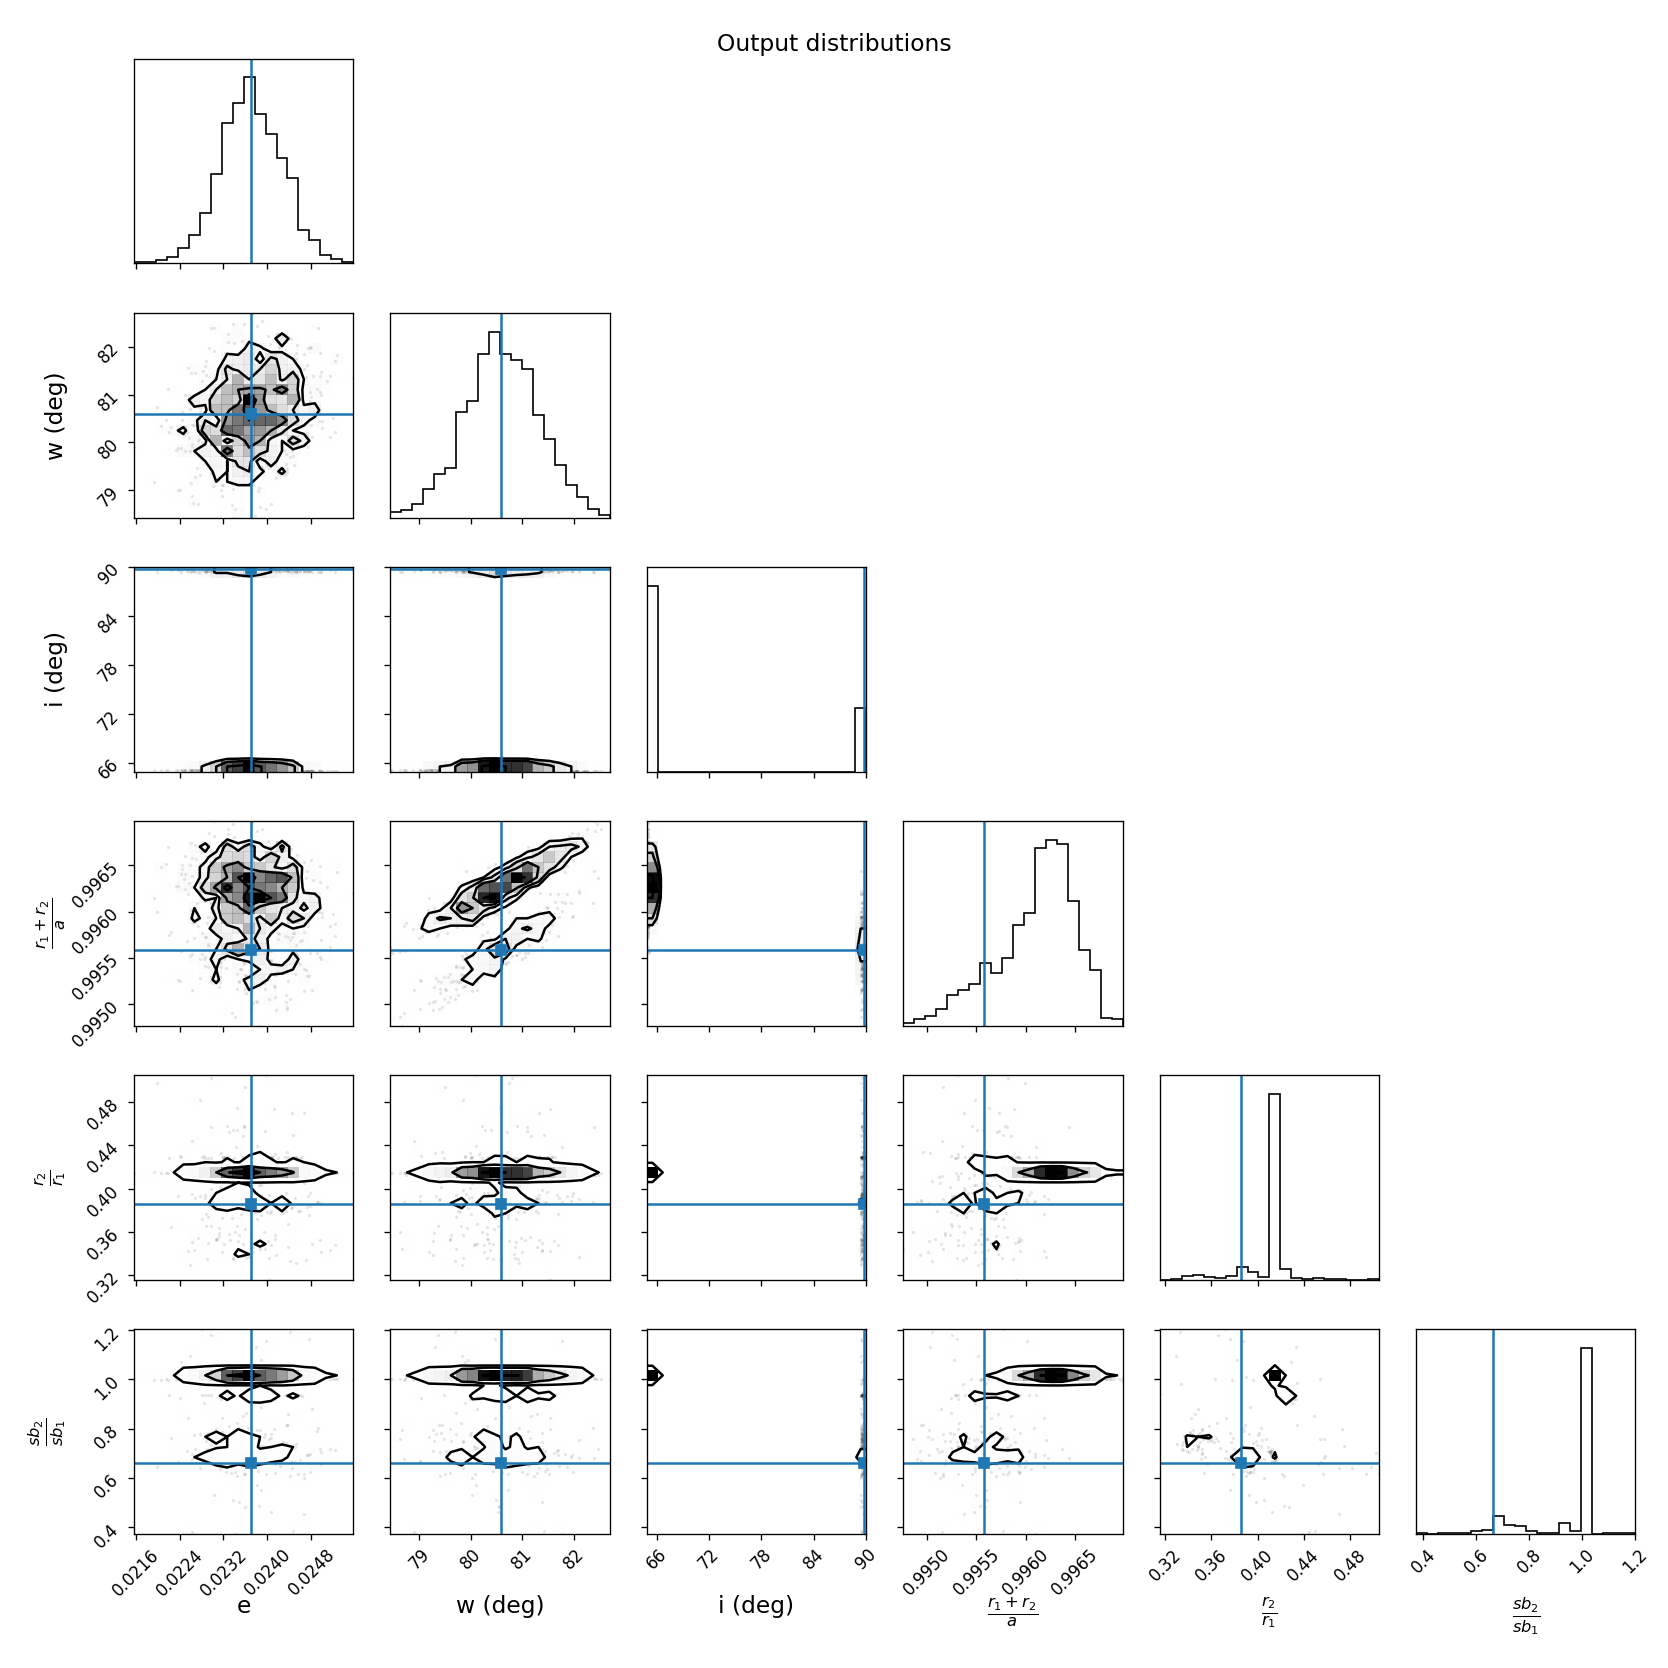 Output distributions
w (deg)
82
81
80
79
i (deg)
90
84
78
72
66
r₁ + r₂
a
0.9965
0.9960
0.9955
0.9950
r₂
r₁
0.48
0.44
0.40
0.36
0.32
sb₂
sb₁
1.2
1.0
0.8
0.6
0.4
0.0216 0.0224 0.0232 0.0240 0.0248
79 80 81 82
66 72 78 84 90
0.9950 0.9955 0.9960 0.9965
0.32 0.36 0.40 0.44 0.48
0.4 0.6 0.8 1.0 1.2
e
w (deg)
i (deg)
r₁ + r₂
a
r₂
r₁
sb₂
sb₁